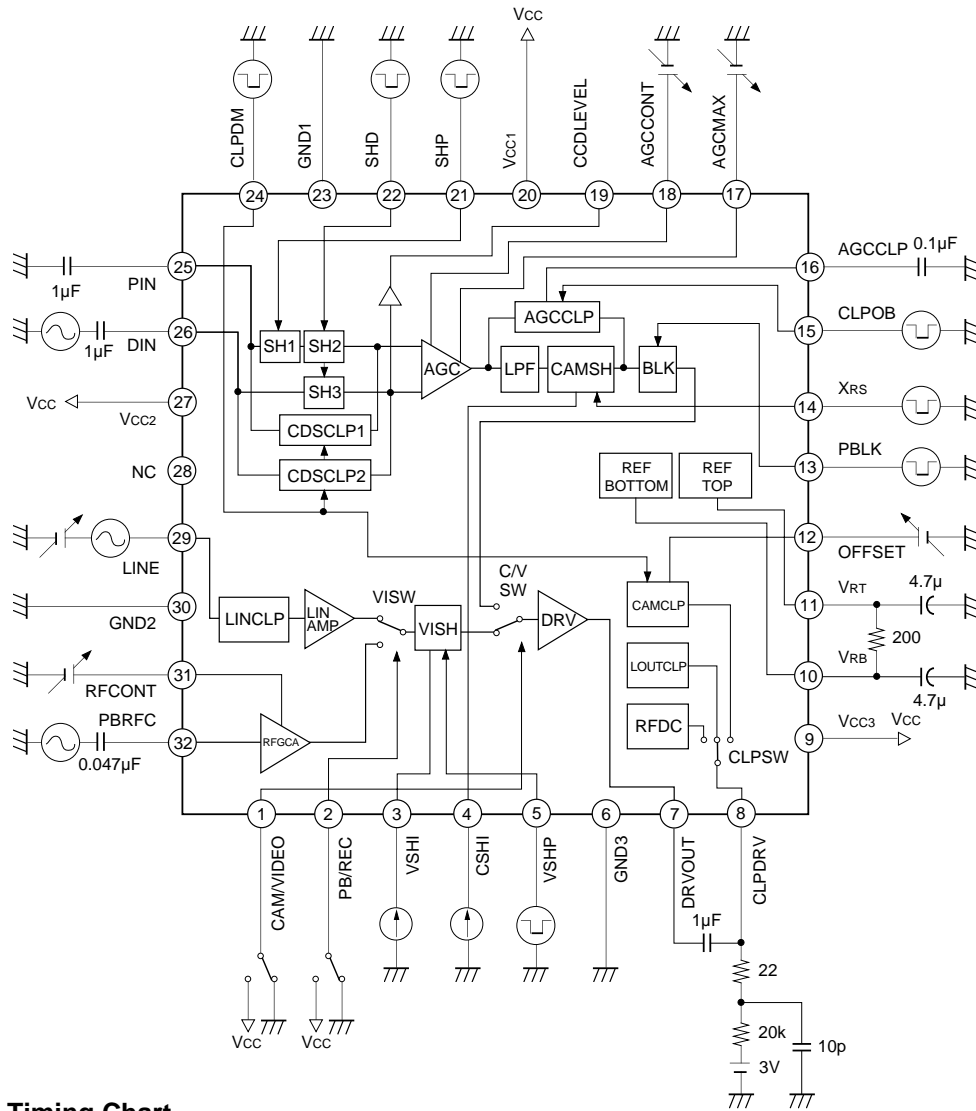 VCC
CLPDM
GND1
SHD
SHP
VCC1
CCDLEVEL
AGCCONT
AGCMAX
24
23
22
21
20
19
18
17
25
1µF
PIN
16
AGCCLP
0.1µF
26
1µF
DIN
SH1
SH2
SH3
AGC
AGCCLP
LPF
CAMSH
BLK
15
CLPOB
VCC
27
VCC2
CDSCLP1
CDSCLP2
14
XRS
28
NC
REF
BOTTOM
REF
TOP
13
PBLK
29
LINE
12
OFFSET
C/V
SW
30
GND2
LINCLP
LIN
AMP
VISW
VISH
DRV
CAMCLP
11
VRT
4.7µ
200
31
RFCONT
LOUTCLP
10
VRB
4.7µ
32
PBRFC
0.047µF
RFGCA
RFDC
CLPSW
9
VCC3
VCC
1
2
3
4
5
6
7
8
CAM/VIDEO
PB/REC
VSHI
CSHI
VSHP
GND3
DRVOUT
CLPDRV
1µF
22
VCC
VCC
20k
10p
3V
Timing Chart